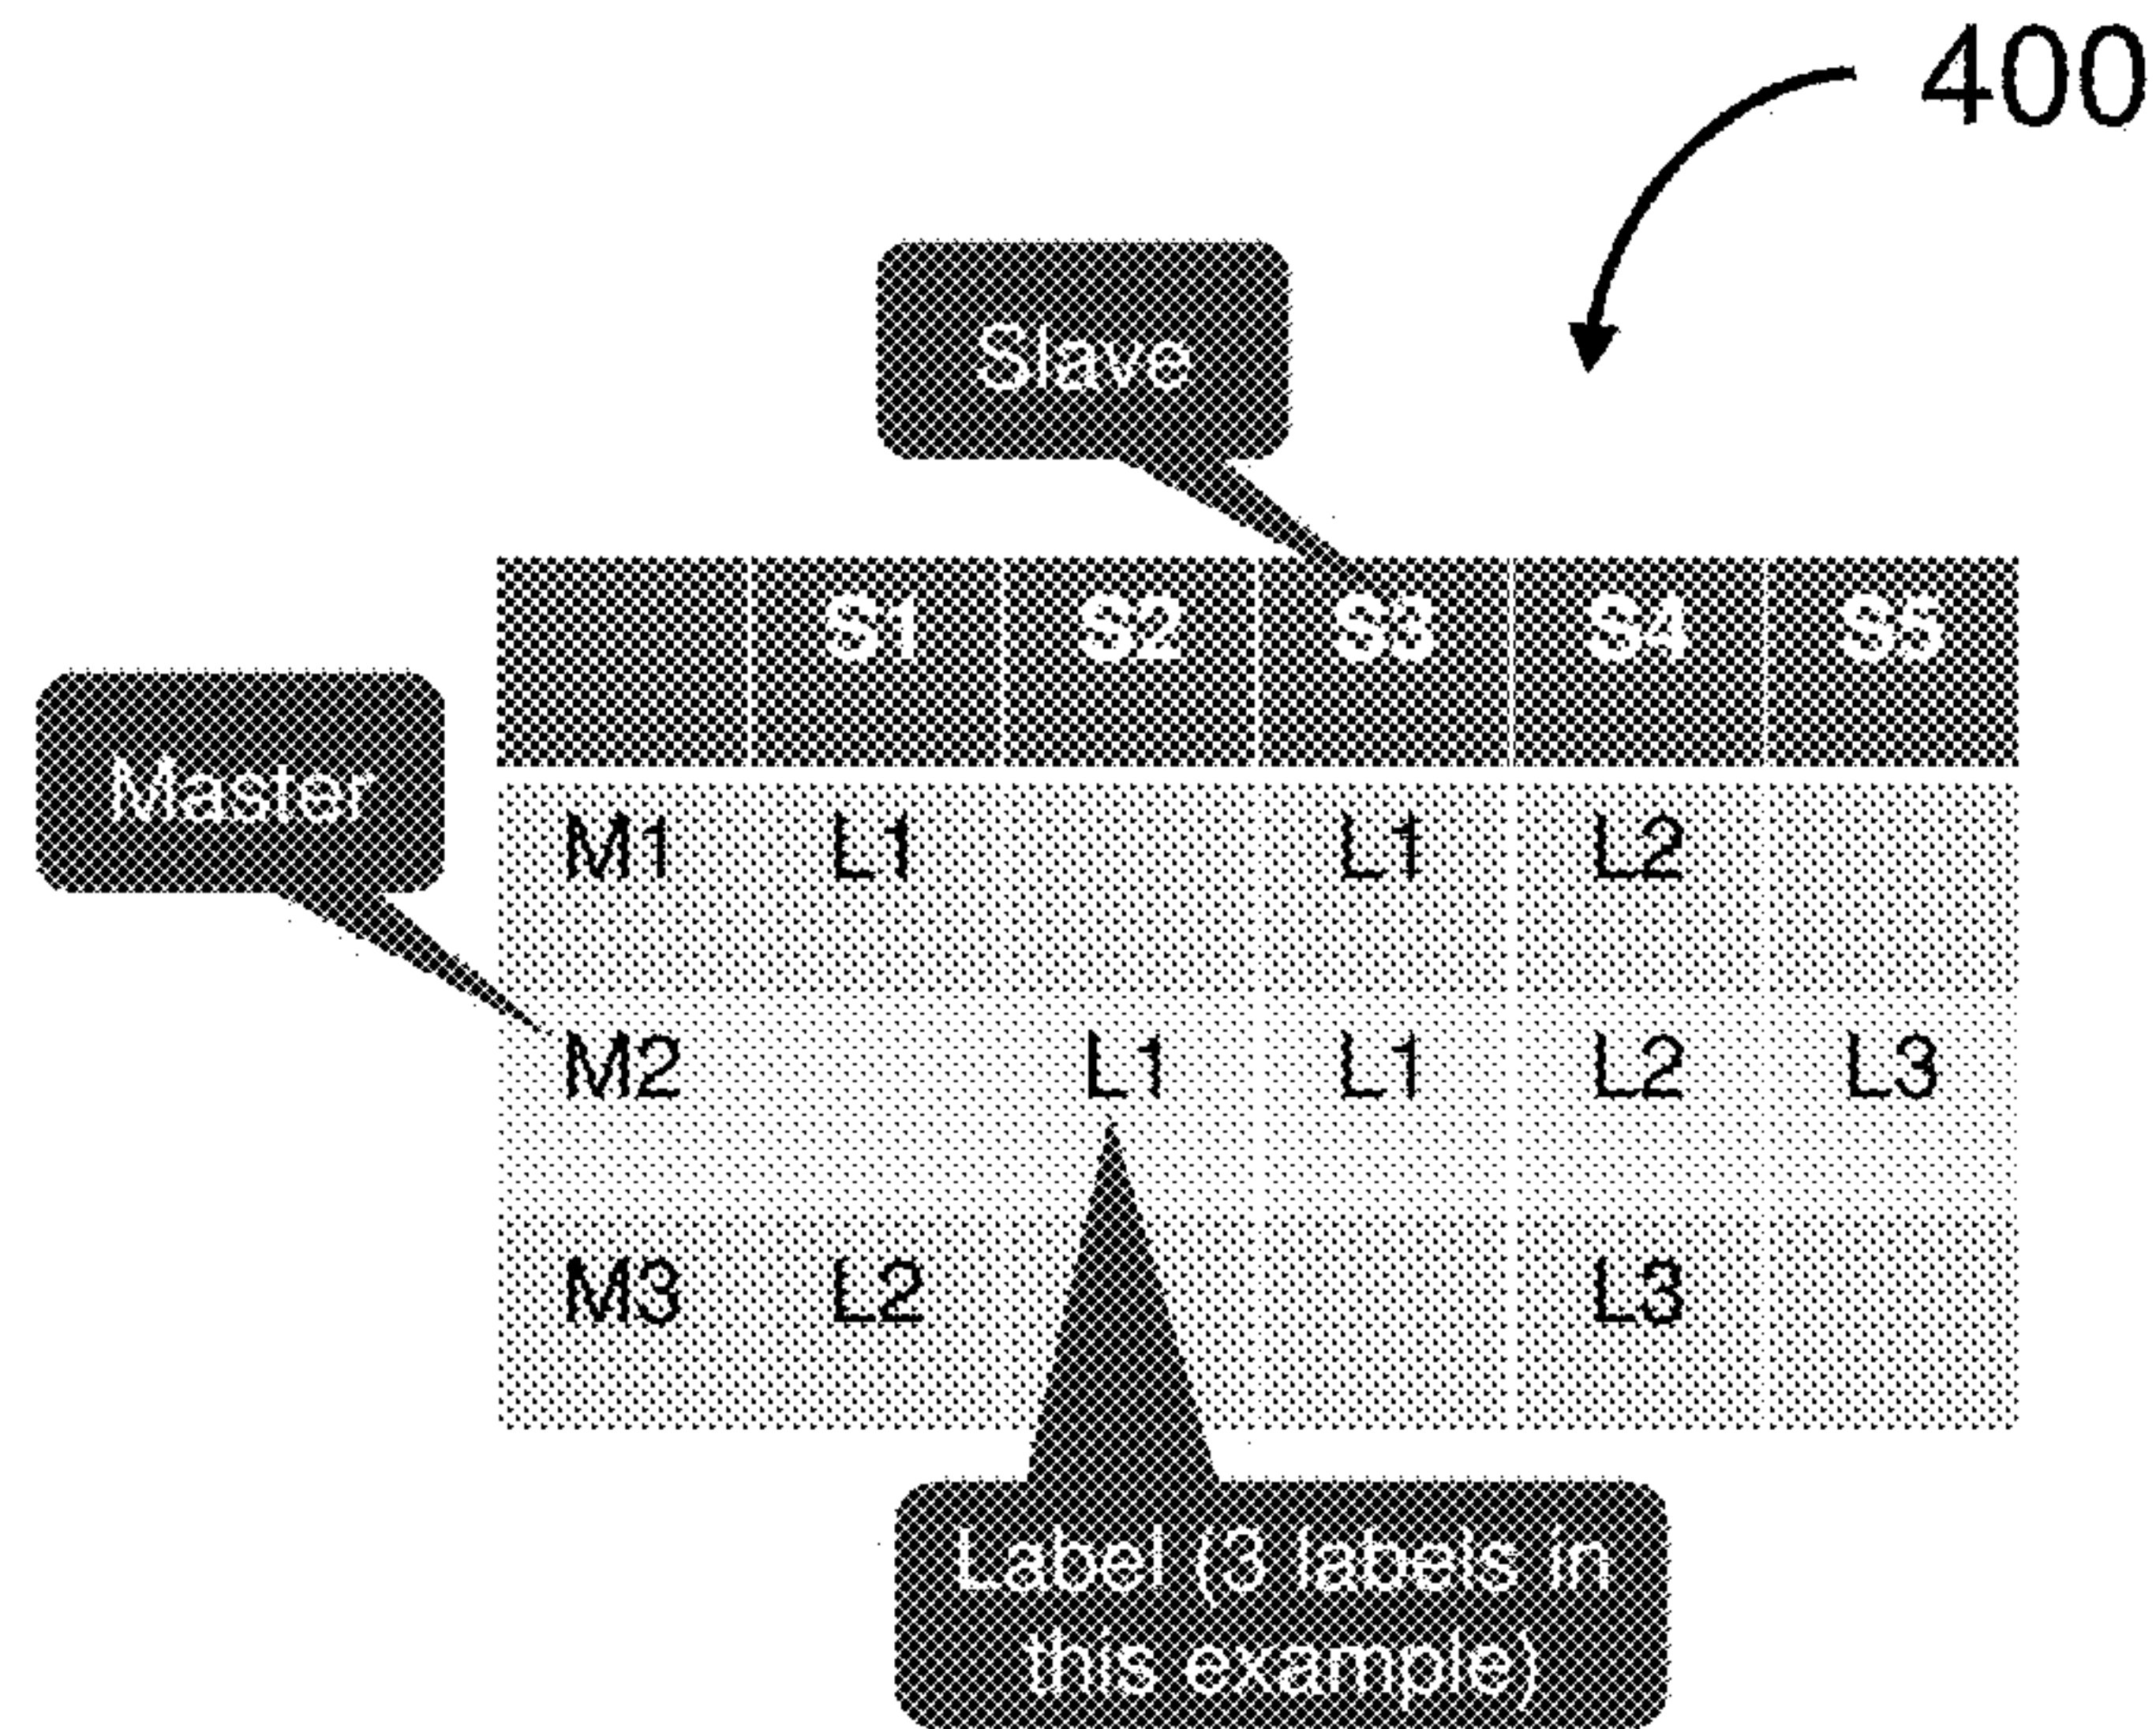 400
Slave
S1 S2 S3 S4 S5
Master
M1 L1 L1 L2
M2 L1 L1 L2 L3
M3 L2 L3
Label (3 labels in
this example)